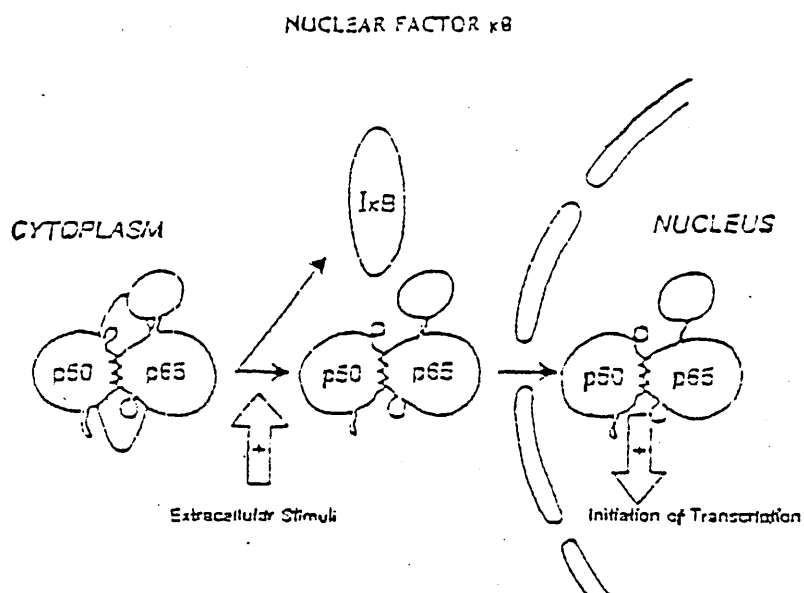 NUCLEAR FACTOR κB
IκB
CYTOPLASM
NUCLEUS
p50 p65
p50 p65
p50 p65
+
+
Extracellular Stimuli
Initiation of Transcription